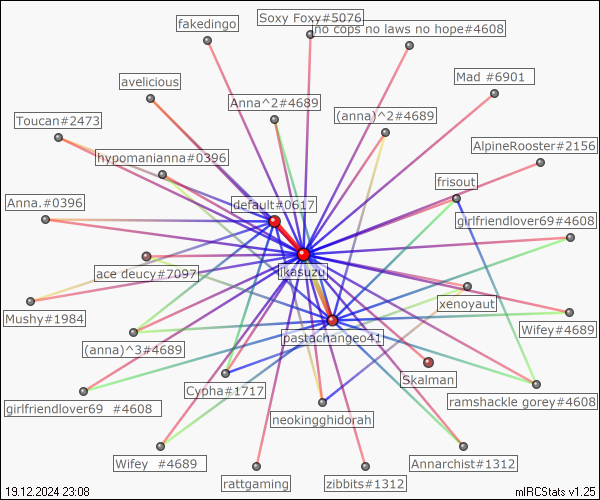 Soxy Foxy#5076
fakedingo
no cops no laws no hope#4608
avelicious
Mad #6901
Anna^2#4689
Toucan#2473
(anna)^2#4689
AlpineRooster#2156
hypomanianna#0396
frisout
Anna.#0396
default#0617
girlfriendlover69#4608
ace deucy#7097
ikasuzu
xenoyaut
Mushy#1984
Wifey#4689
pastachangeo41
(anna)^3#4689
Skalman
Cypha#1717
ramshackle gorey#4608
girlfriendlover69 #4608
neokingghidorah
Wifey #4689
Annarchist#1312
rattgaming
zibbits#1312
19.12.2024 23:08
mIRCStats v1.25